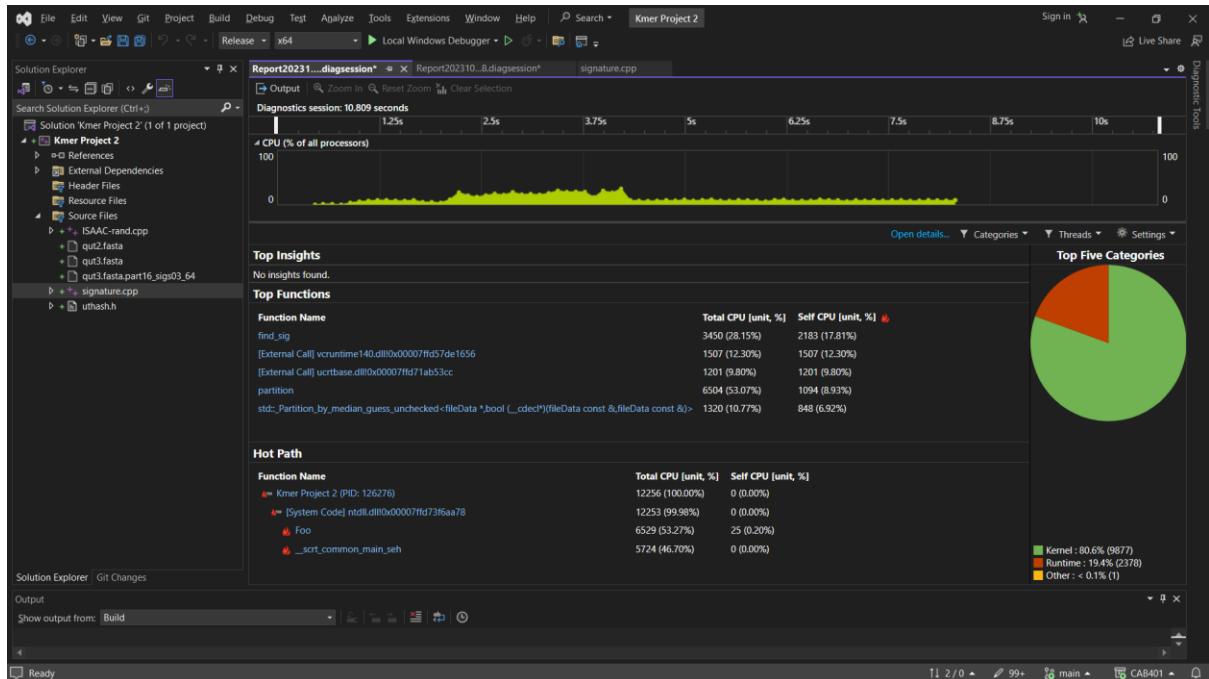 File Edit View Git Project Build Debug Test Analyze Tools Extensions Window Help Search Kmer Project 2 Sign in
Release x64 Local Windows Debugger Live Share
Solution Explorer
Report20231....diagsession* Report202310...8.diagsession* signature.cpp
Output Zoom In Reset Zoom Clear Selection
Search Solution Explorer (Ctrl+;)
Diagnostics session: 10.809 seconds
Solution 'Kmer Project 2' (1 of 1 project)
Kmer Project 2
References
External Dependencies
Header Files
Resource Files
Source Files
ISAAC-rand.cpp
qut2.fasta
qut3.fasta
qut3.fasta.part16_sigs03_64
signature.cpp
uthash.h
1.25s 2.5s 3.75s 5s 6.25s 7.5s 8.75s 10s
CPU (% of all processors)
100 100
0 0
Open details... Categories Threads Settings
Top Insights
No insights found.
Top Functions
Function Name Total CPU [unit, %] Self CPU [unit, %]
find_sig 3450 (28.15%) 2183 (17.81%)
[External Call] vcruntime140.dll!0x00007ffd57de1656 1507 (12.30%) 1507 (12.30%)
[External Call] ucrtbase.dll!0x00007ffd71ab53cc 1201 (9.80%) 1201 (9.80%)
partition 6504 (53.07%) 1094 (8.93%)
std::_Partition_by_median_guess_unchecked<fileData *,bool (__cdecl*)(fileData const &,fileData const &)> 1320 (10.77%) 848 (6.92%)
Hot Path
Function Name Total CPU [unit, %] Self CPU [unit, %]
Kmer Project 2 (PID: 126276) 12256 (100.00%) 0 (0.00%)
[System Code] ntdll.dll!0x00007ffd73f6aa78 12253 (99.98%) 0 (0.00%)
Foo 6529 (53.27%) 25 (0.20%)
__scrt_common_main_seh 5724 (46.70%) 0 (0.00%)
Top Five Categories
Kernel : 80.6% (9877)
Runtime : 19.4% (2378)
Other : < 0.1% (1)
Diagnostic Tools
Solution Explorer Git Changes
Output
Show output from: Build
Ready 2 / 0 99+ main CAB401